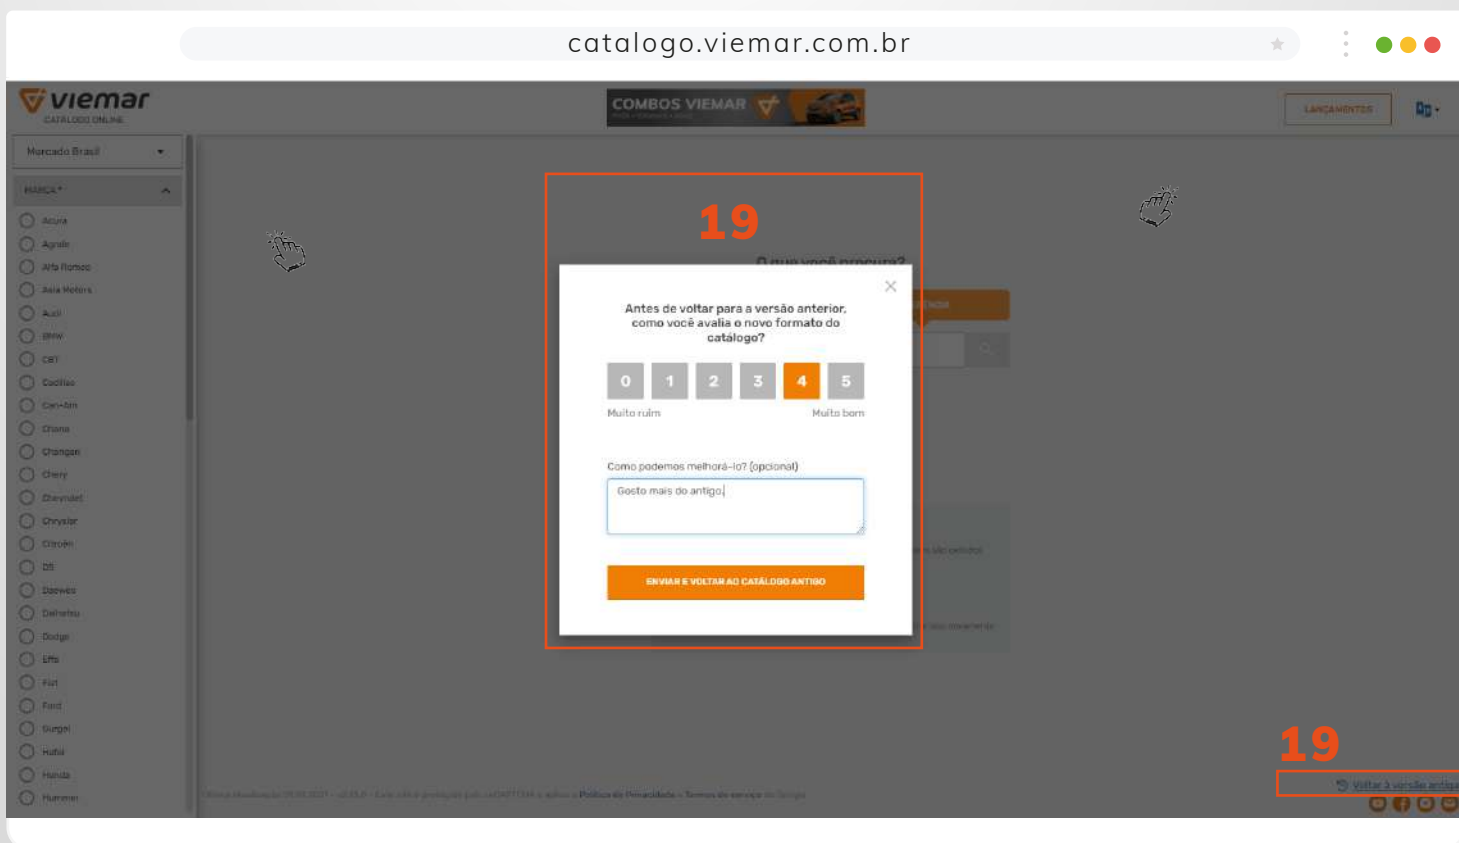 catalogo.viemar.com.br
viemar
CATÁLOGO ONLINE
COMBOS VIEMAR
LANÇAMENTOS
Mercado Brasil
MARCA*
Acura
Agrale
Alfa Romeo
Asia Motors
Audi
BMW
CBT
Cadillac
Can-Am
Chana
Changan
Chery
Chevrolet
Chrysler
Citroën
DS
Daewoo
Daihatsu
Dodge
Effa
Fiat
Ford
Gurgel
Hafei
Honda
Hummer
19
O que você procura?
Antes de voltar para a versão anterior,
como você avalia o novo formato do
catálogo?
0 1 2 3 4 5
Muito ruim Muito bom
Como podemos melhorá-lo? (opcional)
Gosto mais do antigo.
ENVIAR E VOLTAR AO CATÁLOGO ANTIGO
19
Voltar à versão antiga
Política de Privacidade e Termos de serviço do Google